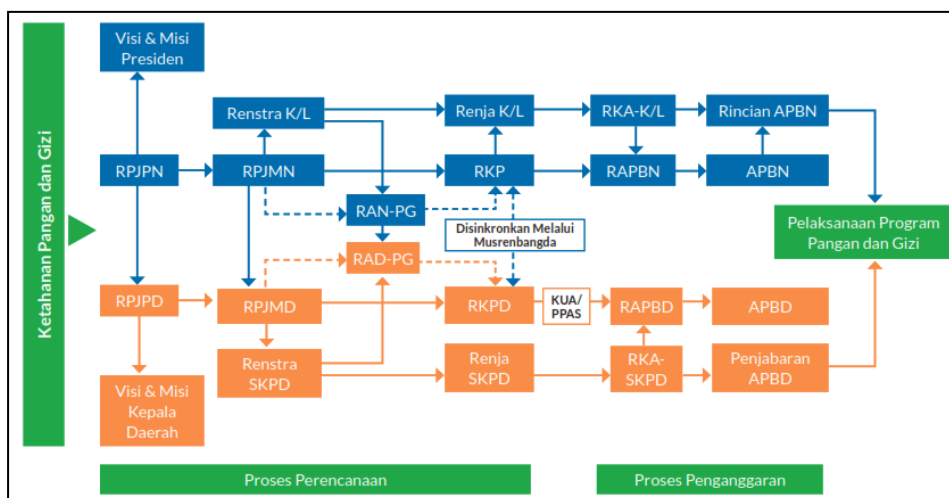 Ketahanan Pangan dan Gizi
Visi & Misi
Presiden
Renstra K/L
Renja K/L
RKA-K/L
Rincian APBN
RPJPN
RPJMN
RKP
RAPBN
APBN
RAN-PG
Disinkronkan Melalui
Musrenbangda
Pelaksanaan Program
Pangan dan Gizi
RAD-PG
RPJPD
RPJMD
RKPD
KUA/
PPAS
RAPBD
APBD
Renstra
SKPD
Renja
SKPD
RKA-
SKPD
Penjabaran
APBD
Visi & Misi
Kepala
Daerah
Proses Perencanaan
Proses Penganggaran